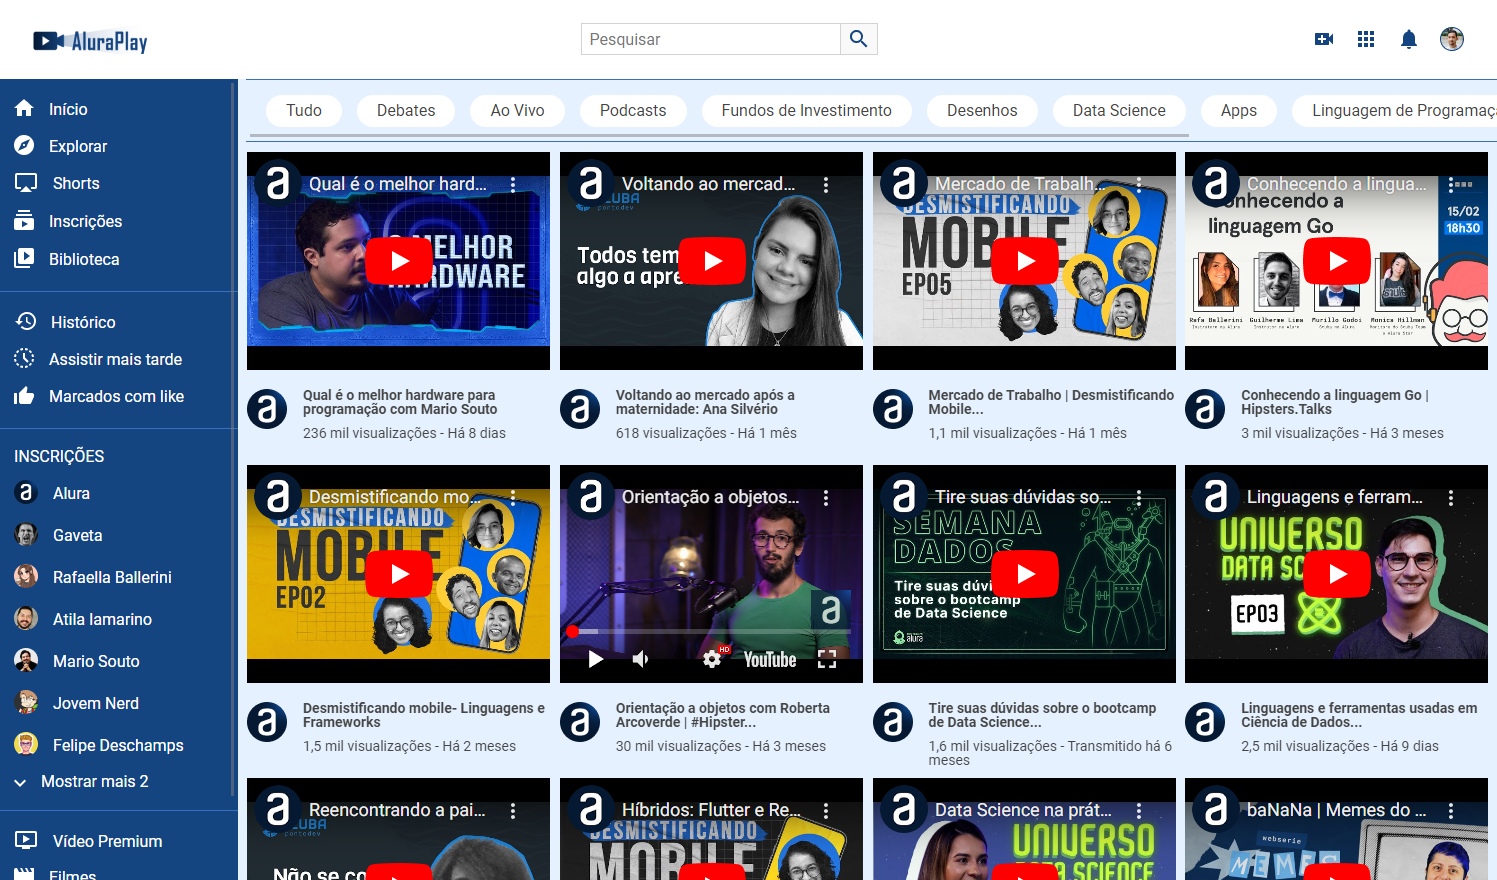 AluraPlay
Pesquisar
Início
Explorar
Shorts
Inscrições
Biblioteca
Histórico
Assistir mais tarde
Marcados com like
INSCRIÇÕES
Alura
Gaveta
Rafaella Ballerini
Atila Iamarino
Mario Souto
Jovem Nerd
Felipe Deschamps
Mostrar mais 2
Vídeo Premium
Filmes
Tudo
Debates
Ao Vivo
Podcasts
Fundos de Investimento
Desenhos
Data Science
Apps
Linguagem de Programaç
Qual é o melhor hard...
O MELHOR
HARDWARE
Voltando ao mercad...
Todos tem
algo a apre
Mercado de Trabalh...
DESMISTIFICANDO
MOBILE
EP05
Conhecendo a lingua...
Conhecendo a
linguagem Go
15/02
18h30
Rafa Ballerini
Guilherme Lima
Murillo Godoi
Monica Hillman
Qual é o melhor hardware para
programação com Mario Souto
236 mil visualizações - Há 8 dias
Voltando ao mercado após a
maternidade: Ana Silvério
618 visualizações - Há 1 mês
Mercado de Trabalho | Desmistificando
Mobile...
1,1 mil visualizações - Há 1 mês
Conhecendo a linguagem Go |
Hipsters.Talks
3 mil visualizações - Há 3 meses
Desmistificando mo...
DESMISTIFICANDO
MOBILE
EP02
Orientação a objetos...
HD
YouTube
Tire suas dúvidas so...
SEMANA
DADOS
Tire suas dúvi
sobre o bootcamp
de Data Science
alura
Linguagens e ferram...
UNIVERSO
DATA SC
EP03
Desmistificando mobile- Linguagens e
Frameworks
1,5 mil visualizações - Há 2 meses
Orientação a objetos com Roberta
Arcoverde | #Hipster...
30 mil visualizações - Há 3 meses
Tire suas dúvidas sobre o bootcamp
de Data Science...
1,6 mil visualizações - Transmitido há 6
meses
Linguagens e ferramentas usadas em
Ciência de Dados...
2,5 mil visualizações - Há 9 dias
Reencontrando a pai...
Não se co
Híbridos: Flutter e Re...
DESMISTIFICANDO
MOBILE
Data Science na prát...
UNIVERSO
DATA SCIENCE
baNaNa | Memes do ...
webserie
MEMES